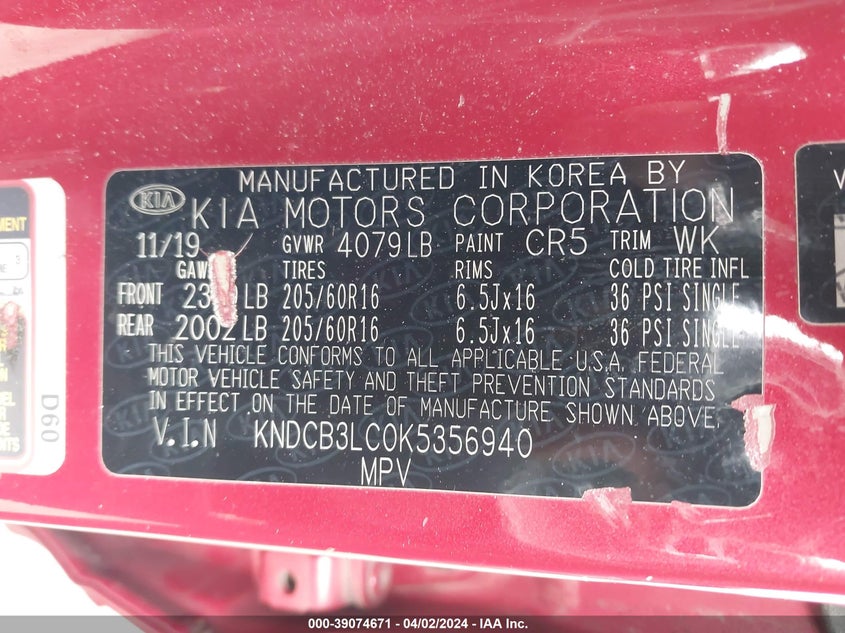 MANUFACTURED IN KOREA BY
KIA KIA MOTORS CORPORATION
11/19 GVWR 4079LB PAINT CR5 TRIM WK
TIRES RIMS COLD TIRE INFL
FRONT LB 205/60R16 6.5Jx16 36 PSI SINGLE
REAR 2002LB 205/60R16 6.5Jx16 36 PSI SINGLE
THIS VEHICLE CONFORMS TO ALL APPLICABLE U.S.A. FEDERAL
MOTOR VEHICLE SAFETY AND THEFT PREVENTION STANDARDS
IN EFFECT ON THE DATE OF MANUFACTURE SHOWN ABOVE.
V.I.N KNDCB3LC0K5356940
MPV
D60
000-39074671 - 04/02/2024 - IAA Inc.